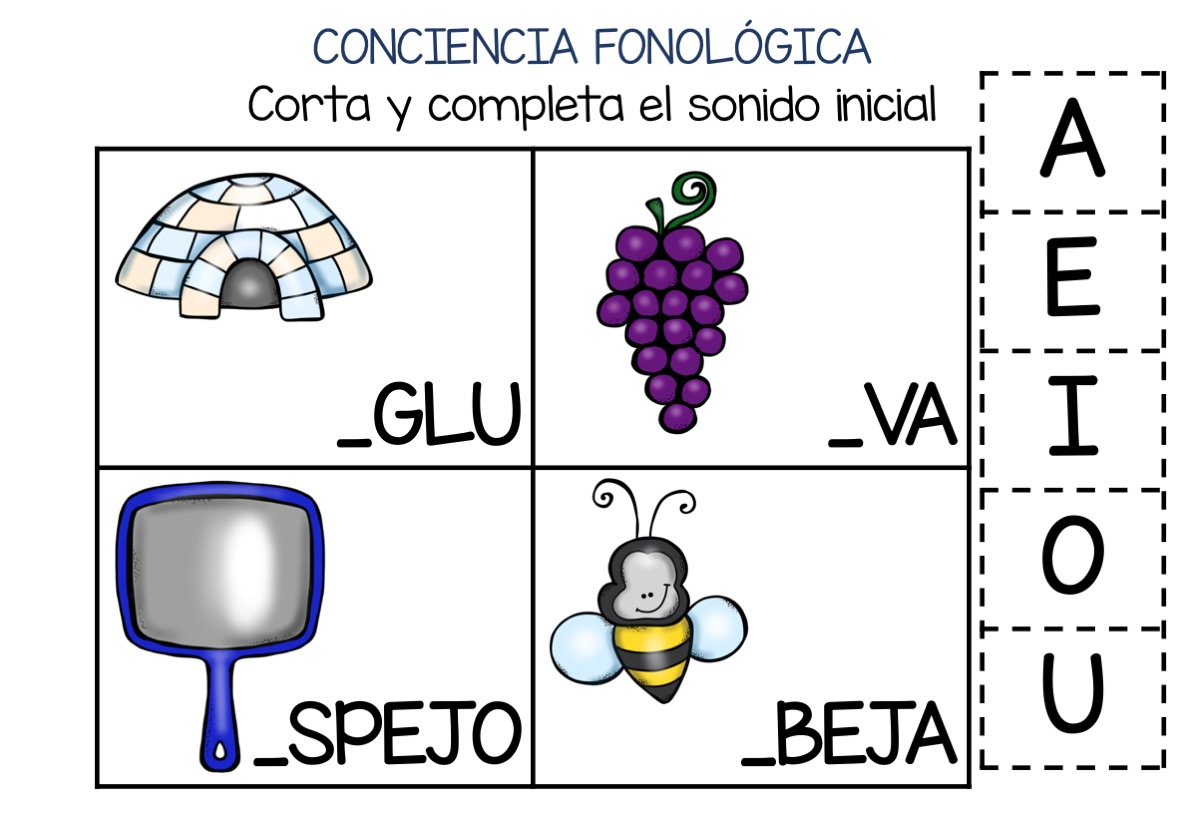 CONCIENCIA FONOLÓGICA
Corta y completa el sonido inicial
_GLU
_VA
_SPEJO
_BEJA
A
E
I
O
U